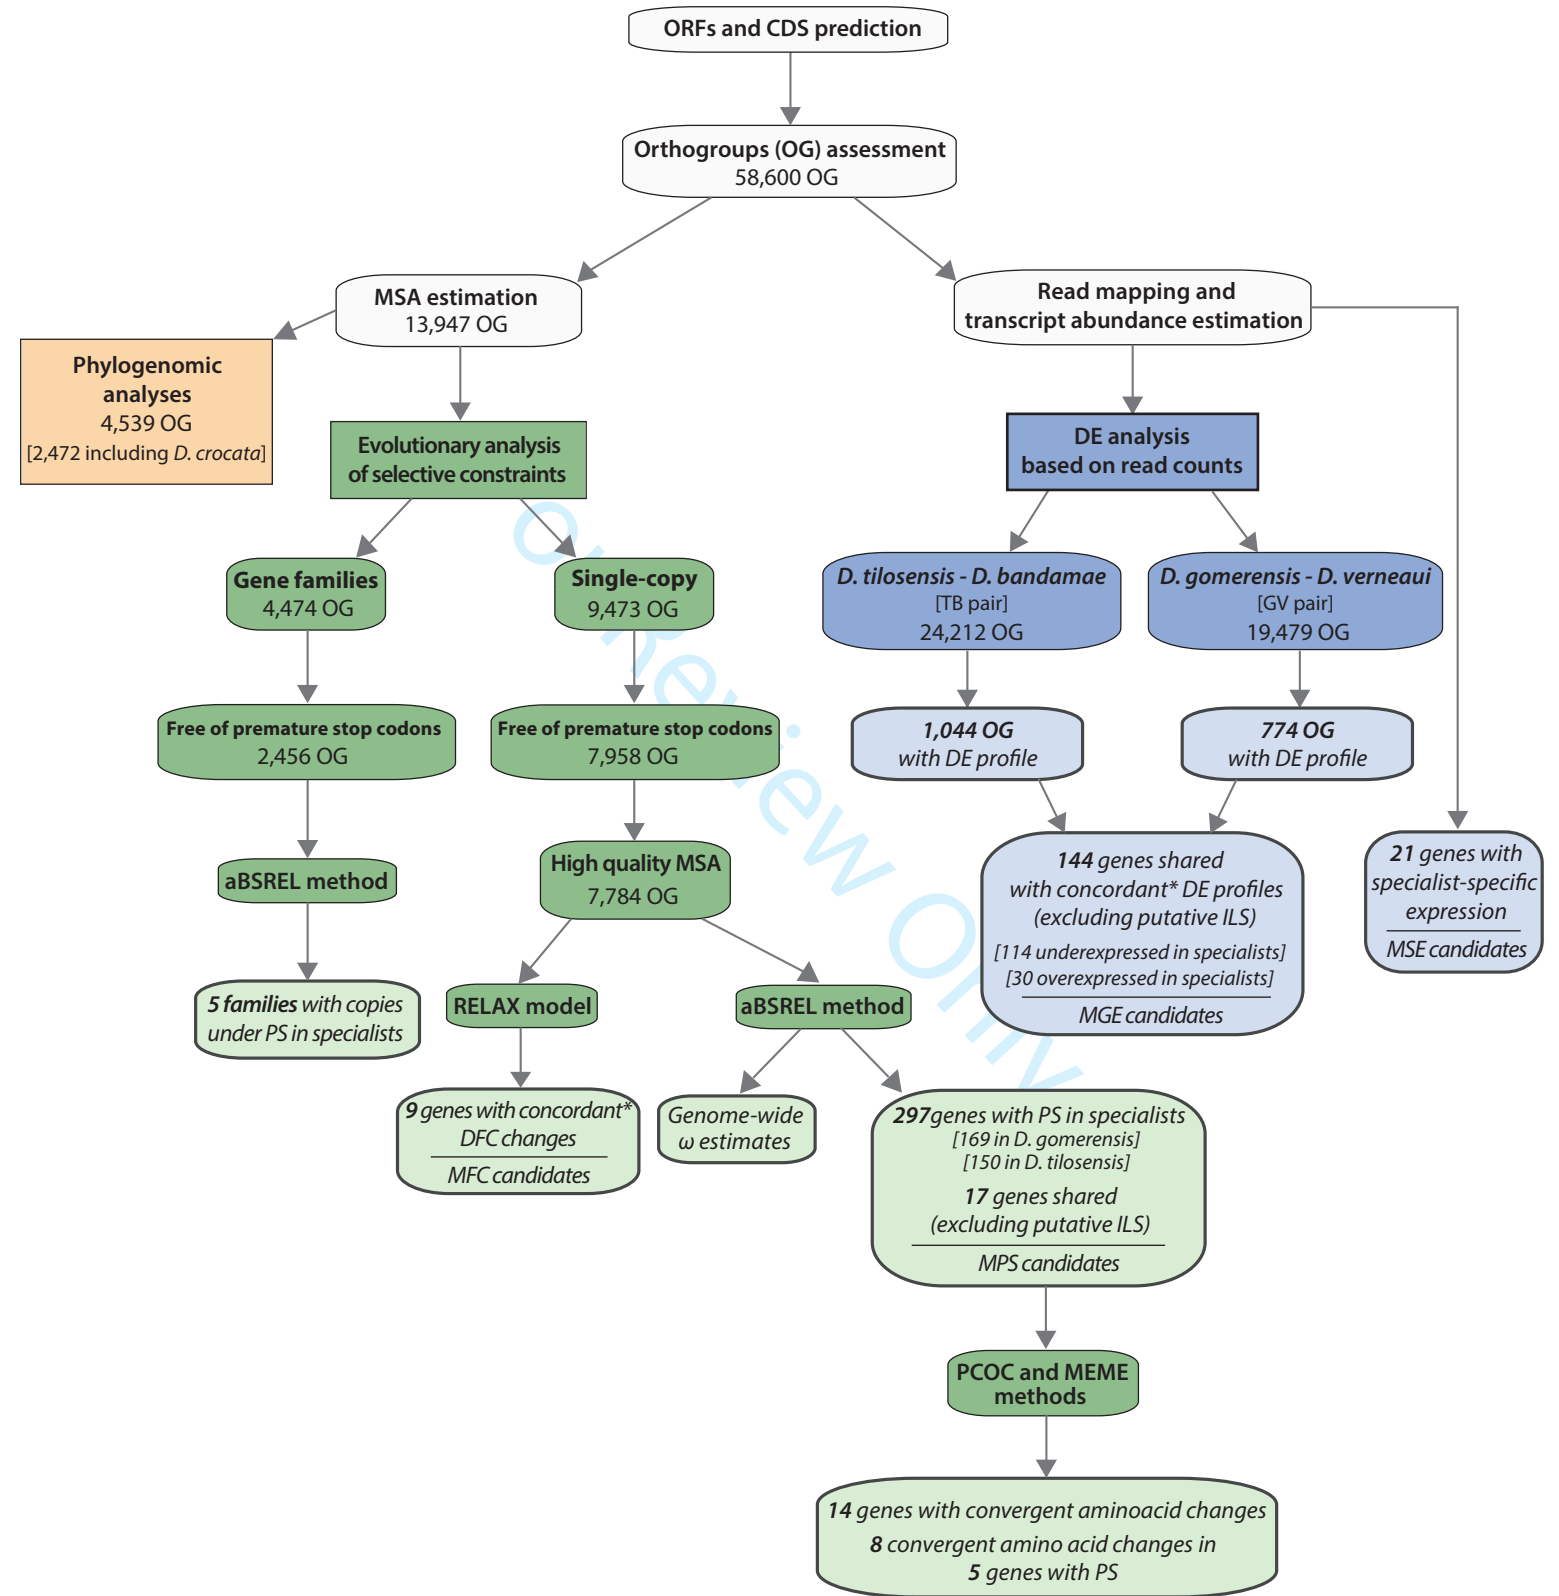 ORFs and CDS prediction
Orthogroups (OG) assessment
58,600 OG
MSA estimation
13,947 OG
Read mapping and
transcript abundance estimation
Phylogenomic
analyses
4,539 OG
[2,472 including D. crocata]
Evolutionary analysis
of selective constraints
DE analysis
based on read counts
Gene families
4,474 OG
Single-copy
9,473 OG
D. tilosensis - D. bandamae
[TB pair]
24,212 OG
D. gomerensis - D. verneaui
[GV pair]
19,479 OG
Free of premature stop codons
2,456 OG
Free of premature stop codons
7,958 OG
1,044 OG
with DE profile
774 OG
with DE profile
aBSREL method
High quality MSA
7,784 OG
144 genes shared
with concordant* DE profiles
(excluding putative ILS)
[114 underexpressed in specialists]
[30 overexpressed in specialists]
MGE candidates
21 genes with
specialist-specific
expression
MSE candidates
5 families with copies
under PS in specialists
RELAX model
aBSREL method
9 genes with concordant*
DFC changes
MFC candidates
Genome-wide
ω estimates
297genes with PS in specialists
[169 in D. gomerensis]
[150 in D. tilosensis]
17 genes shared
(excluding putative ILS)
MPS candidates
PCOC and MEME
methods
14 genes with convergent aminoacid changes
8 convergent amino acid changes in
5 genes with PS
Review Only